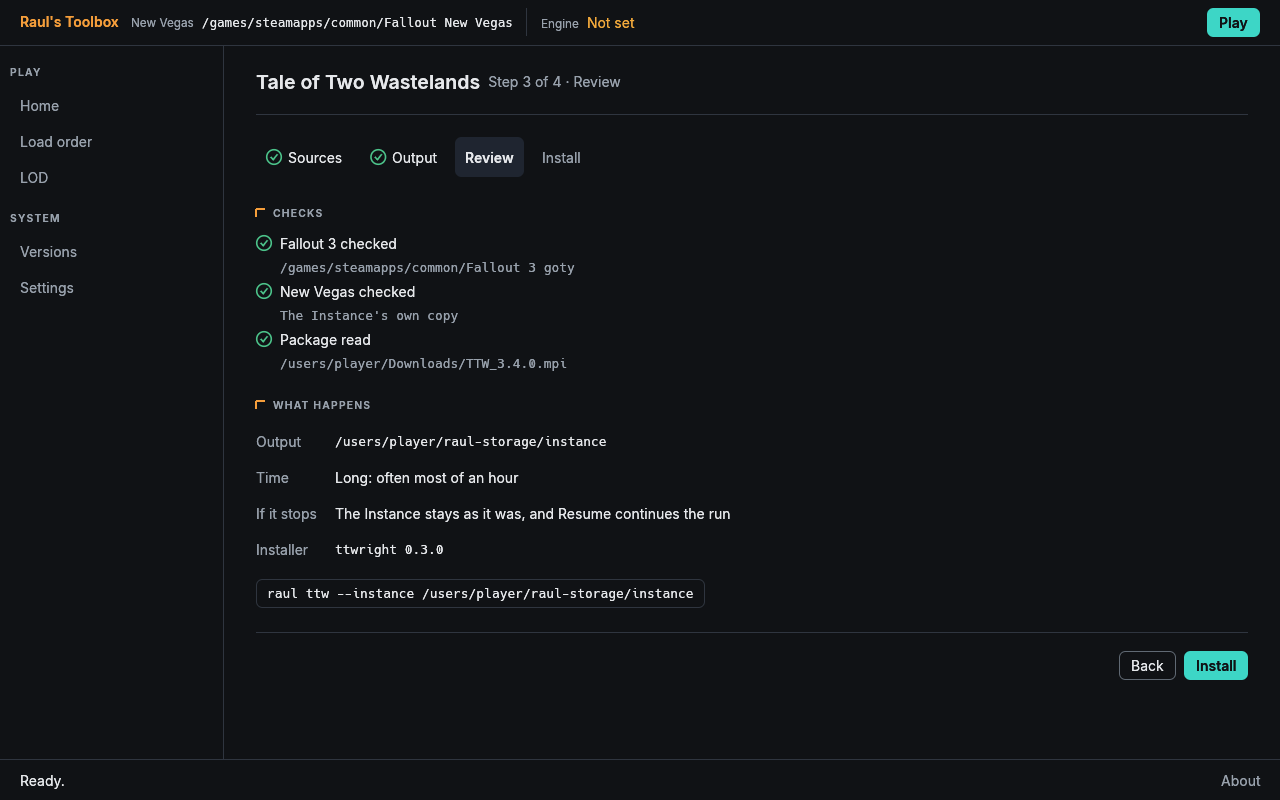 Raul's Toolbox New Vegas /games/steamapps/common/Fallout New Vegas Engine Not set Play
PLAY
Home
Load order
LOD
SYSTEM
Versions
Settings
Tale of Two Wastelands Step 3 of 4 · Review
Sources Output Review Install
CHECKS
Fallout 3 checked
/games/steamapps/common/Fallout 3 goty
New Vegas checked
The Instance's own copy
Package read
/users/player/Downloads/TTW_3.4.0.mpi
WHAT HAPPENS
Output /users/player/raul-storage/instance
Time Long: often most of an hour
If it stops The Instance stays as it was, and Resume continues the run
Installer ttwright 0.3.0
raul ttw --instance /users/player/raul-storage/instance
Back Install
Ready. About